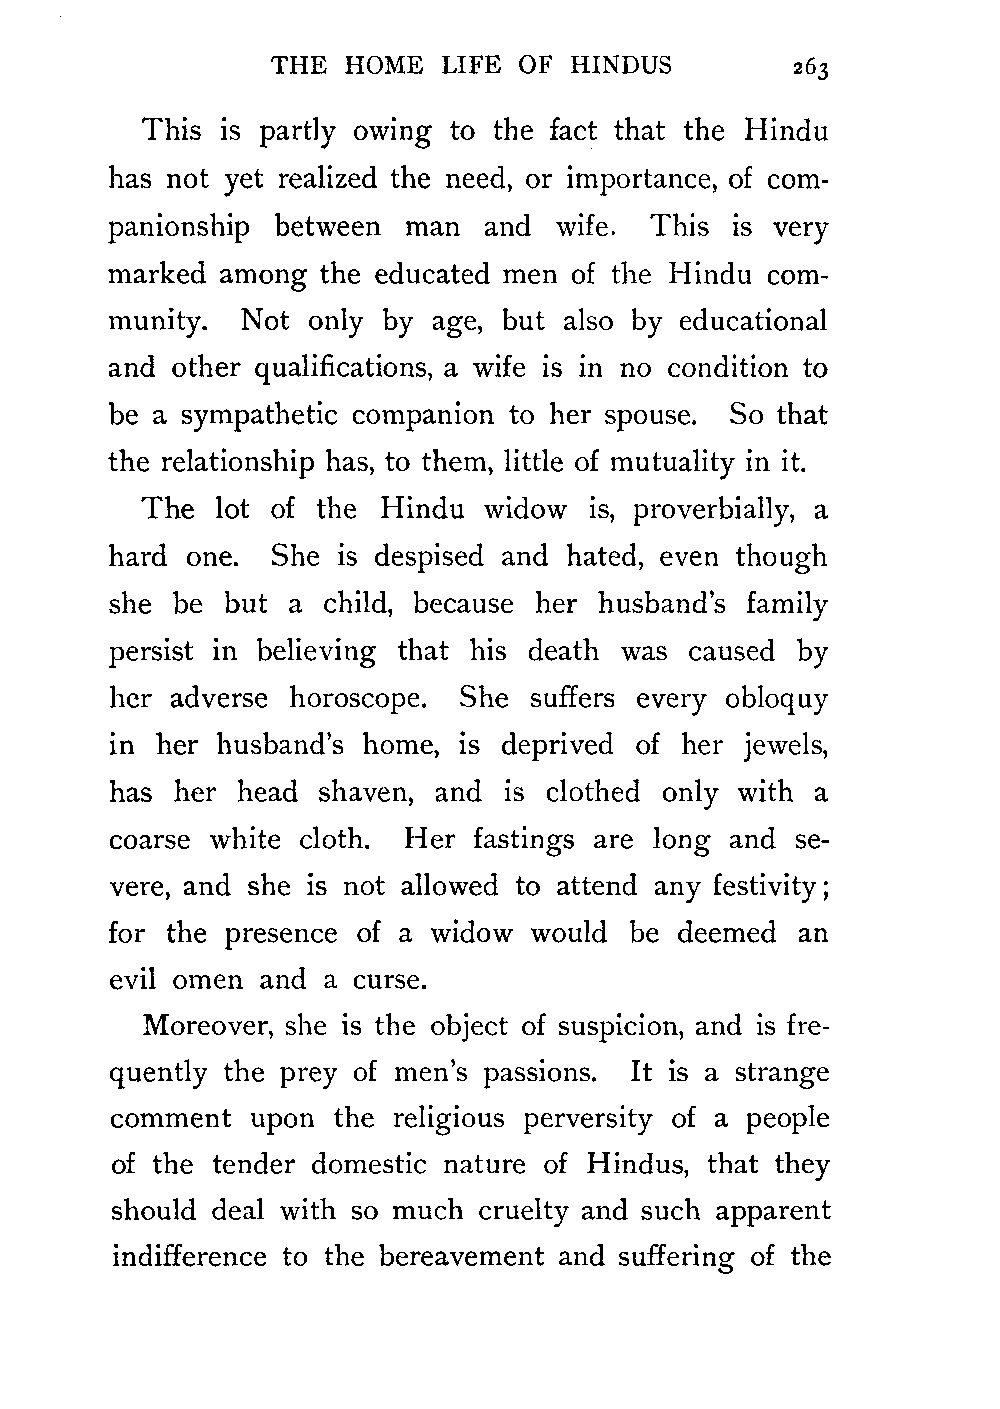 THE HOME LIFE OF HINDUS 263
This is partly owing to the fact that the Hindu
has not yet realized the need, or importance, of com-
panionship between man and wife. This is very
marked among the educated men of the Hindu com-
munity. Not only by age, but also by educational
and other qualifications, a wife is in no condition to
be a sympathetic companion to her spouse. So that
the relationship has, to them, little of mutuality in it.
The lot of the Hindu widow is, proverbially, a
hard one. She is despised and hated, even though
she be but a child, because her husband's family
persist in believing that his death was caused by
her adverse horoscope. She suffers every obloquy
in her husband's home, is deprived of her jewels,
has her head shaven, and is clothed only with a
coarse white cloth. Her fastings are long and se-
vere, and she is not allowed to attend any festivity;
for the presence of a widow would be deemed an
evil omen and a curse.
Moreover, she is the object of suspicion, and is fre-
quently the prey of men's passions. It is a strange
comment upon the religious perversity of a people
of the tender domestic nature of Hindus, that they
should deal with so much cruelty and such apparent
indifference to the bereavement and suffering of the